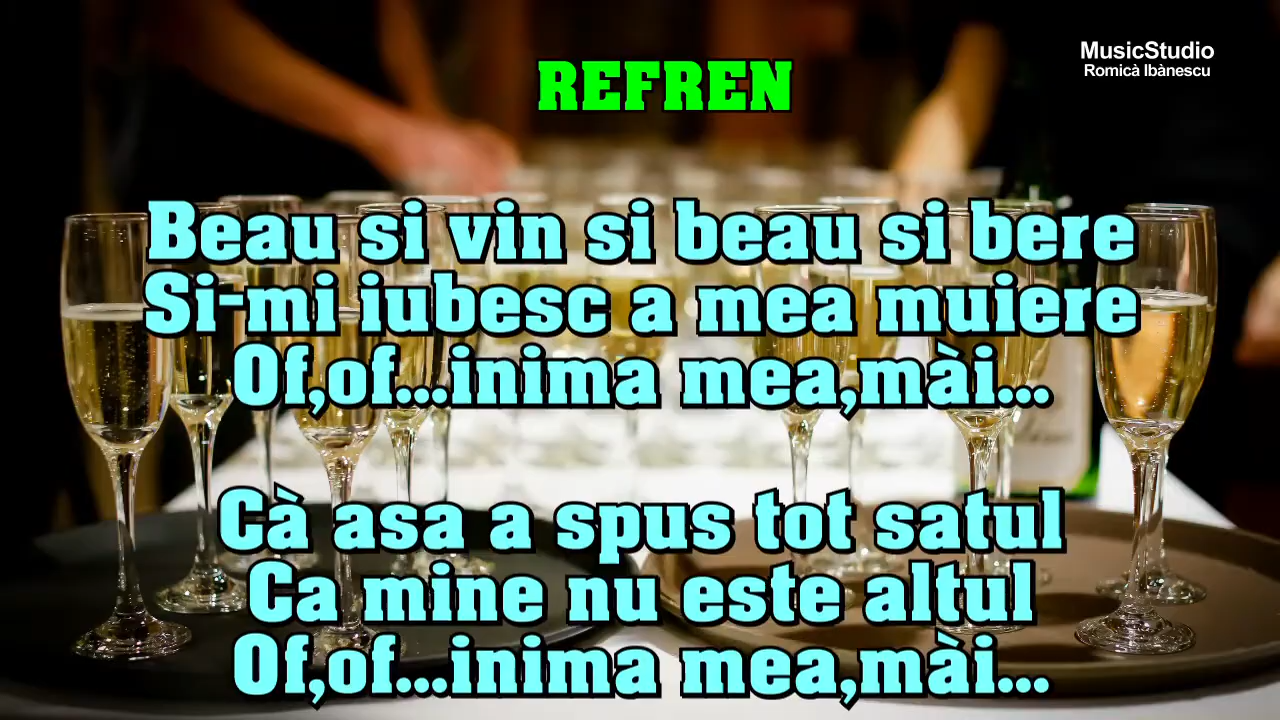 MusicStudio
Romicà Ibànescu
REFREN
Beau si vin si beau si bere
Si-mi iubesc a mea muiere
Of,of...inima mea,mài...
Cà asa a spus tot satul
Ca mine nu este altul
Of,of...inima mea,mài...